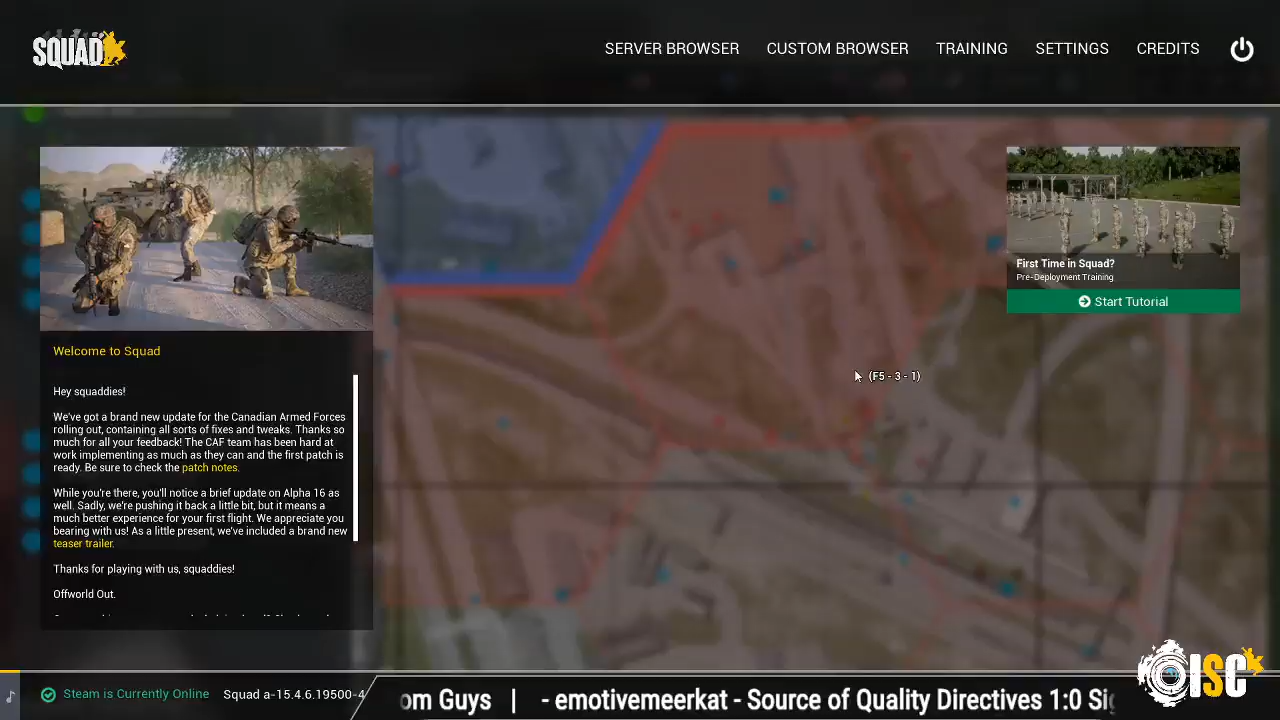 SQUAD
SERVER BROWSER CUSTOM BROWSER TRAINING SETTINGS CREDITS
First Time in Squad?
Pre-Deployment Training
Start Tutorial
Welcome to Squad
Hey squaddies!
We've got a brand new update for the Canadian Armed Forces
rolling out, containing all sorts of fixes and tweaks. Thanks so
much for all your feedback! The CAF team has been hard at
work implementing as much as they can and the first patch is
ready. Be sure to check the patch notes.
While you're there, you'll notice a brief update on Alpha 16 as
well. Sadly, we're pushing it back a little bit, but it means a
much better experience for your first flight. We appreciate you
bearing with us! As a little present, we've included a brand new
teaser trailer.
Thanks for playing with us, squaddies!
Offworld Out.
(F5 - 3 - 1)
Steam is Currently Online Squad a-15.4.6.19500-4
om Guys | - emotivemeerkat - Source of Quality Directives 1:0 Si
ISC